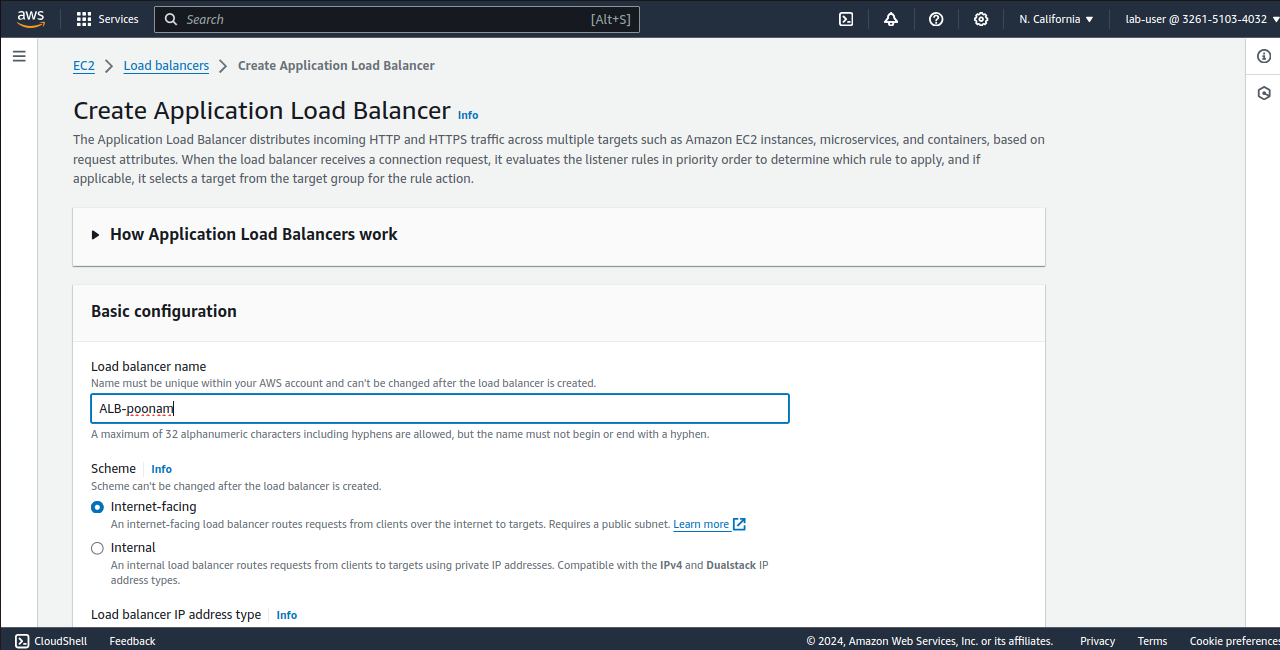 aws Services Search [Alt+S] N. California lab-user @ 3261-5103-4032
EC2 Load balancers Create Application Load Balancer
Create Application Load Balancer Info
The Application Load Balancer distributes incoming HTTP and HTTPS traffic across multiple targets such as Amazon EC2 instances, microservices, and containers, based on
request attributes. When the load balancer receives a connection request, it evaluates the listener rules in priority order to determine which rule to apply, and if
applicable, it selects a target from the target group for the rule action.
How Application Load Balancers work
Basic configuration
Load balancer name
Name must be unique within your AWS account and can't be changed after the load balancer is created.
ALB-poonam
A maximum of 32 alphanumeric characters including hyphens are allowed, but the name must not begin or end with a hyphen.
Scheme Info
Scheme can't be changed after the load balancer is created.
Internet-facing
An internet-facing load balancer routes requests from clients over the internet to targets. Requires a public subnet. Learn more
Internal
An internal load balancer routes requests from clients to targets using private IP addresses. Compatible with the IPv4 and Dualstack IP
address types.
Load balancer IP address type Info
CloudShell Feedback © 2024, Amazon Web Services, Inc. or its affiliates. Privacy Terms Cookie preferences